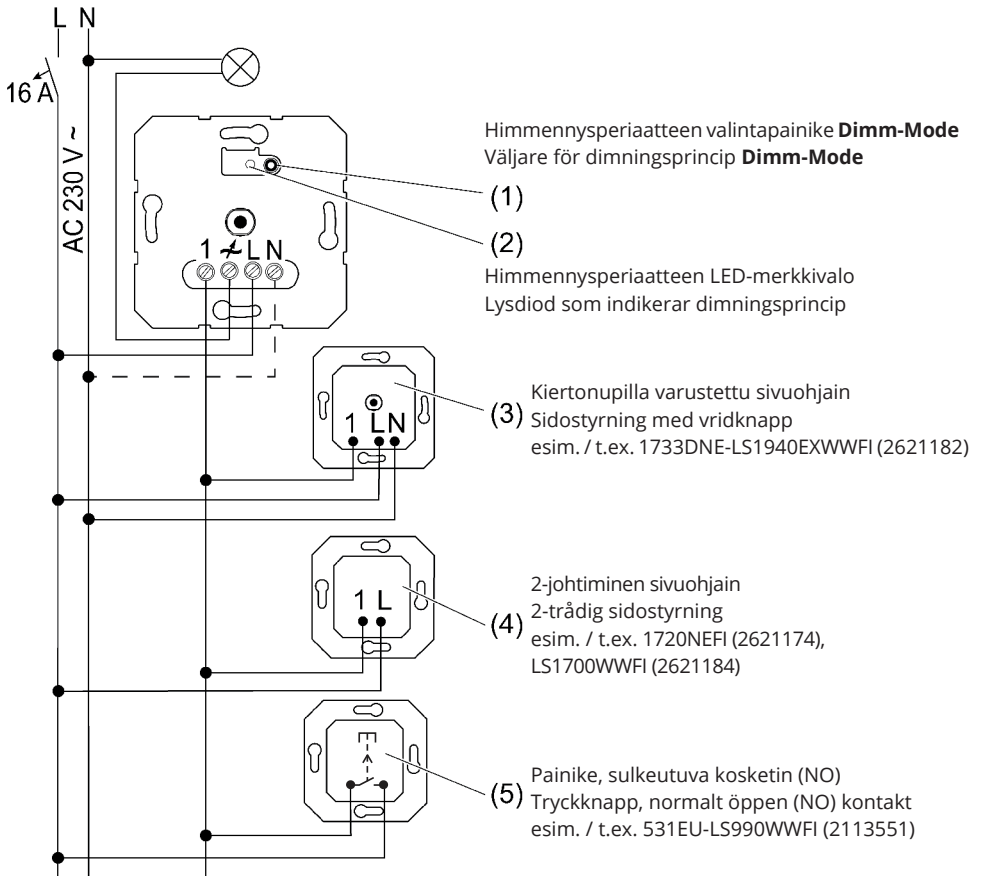 L N
16 A
AC 230 V ~
Himmennysperiaatteen valintapainike Dimm-Mode
Väljare för dimningsprincip Dimm-Mode
(1)
(2)
Himmennysperiaatteen LED-merkkivalo
Lysdiod som indikerar dimningsprincip
1 L N
Kiertonupilla varustettu sivuohjain
(3) Sidostyrning med vridknapp
esim. / t.ex. 1733DNE-LS1940EXWWFI (2621182)
1 L N
2-johtiminen sivuohjain
2-trådig sidostyrning
1 L
(4) esim. / t.ex. 1720NEFI (2621174),
LS1700WWFI (2621184)
Painike, sulkeutuva kosketin (NO)
(5) Tryckknapp, normalt öppen (NO) kontakt
esim. / t.ex. 531EU-LS990WWFI (2113551)